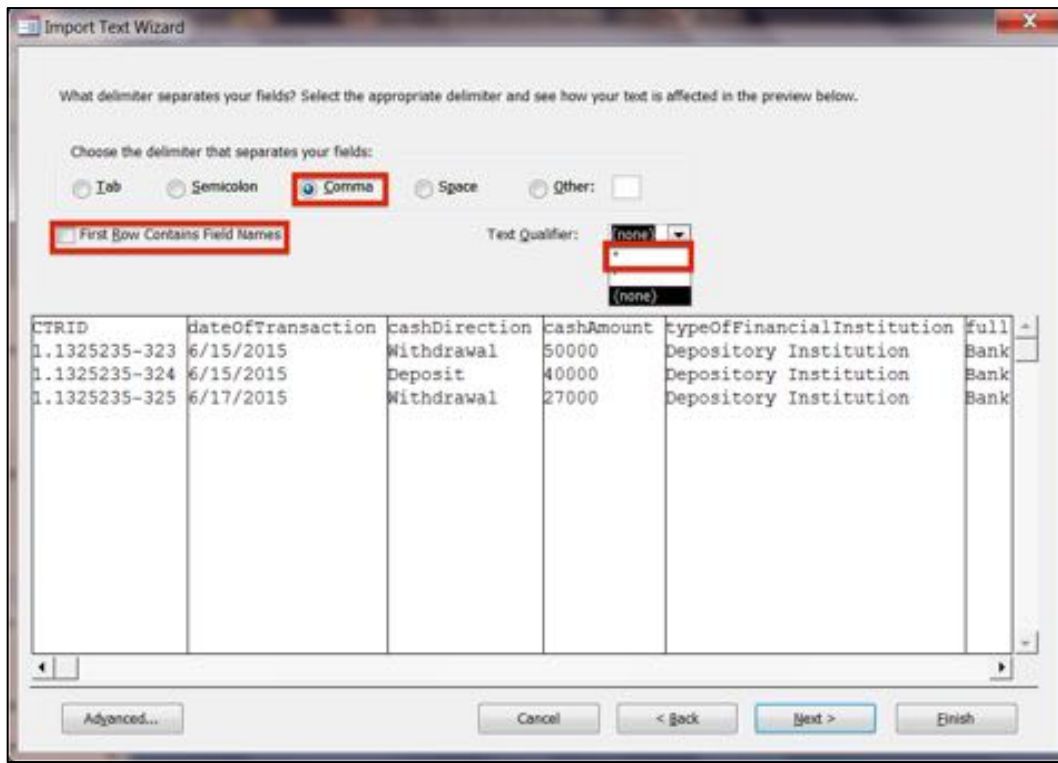 Import Text Wizard
What delimiter separates your fields? Select the appropriate delimiter and see how your text is affected in the preview below.
Choose the delimiter that separates your fields:
Tab Semicolon Comma Space Other:
First Row Contains Field Names Text Qualifier: (none)
"
'
(none)
CTRID dateOfTransaction cashDirection cashAmount typeOfFinancialInstitution full
1.1325235-323 6/15/2015 Withdrawal 50000 Depository Institution Bank
1.1325235-324 6/15/2015 Deposit 40000 Depository Institution Bank
1.1325235-325 6/17/2015 Withdrawal 27000 Depository Institution Bank
Advanced... Cancel < Back Next > Finish